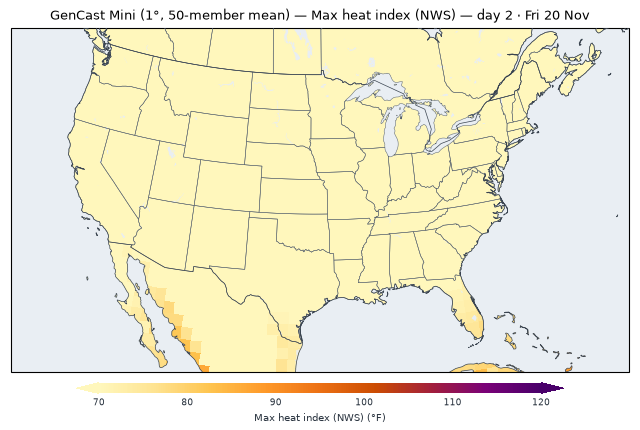 GenCast Mini (1°, 50-member mean) — Max heat index (NWS) — day 2 · Fri 20 Nov
70 80 90 100 110 120
Max heat index (NWS) (°F)